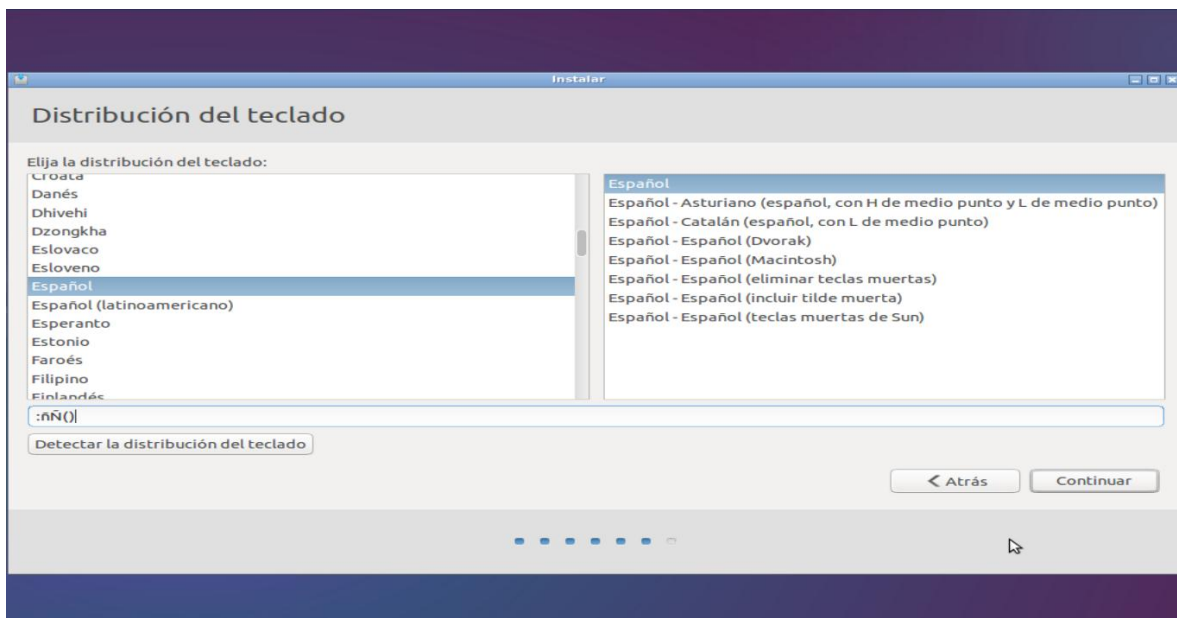 Instalar
Distribución del teclado
Elija la distribución del teclado:
Croata
Danés
Dhivehi
Dzongkha
Eslovaco
Esloveno
Español
Español (latinoamericano)
Esperanto
Estonio
Faroés
Filipino
Finlandés
Español
Español - Asturiano (español, con H de medio punto y L de medio punto)
Español - Catalán (español, con L de medio punto)
Español - Español (Dvorak)
Español - Español (Macintosh)
Español - Español (eliminar teclas muertas)
Español - Español (incluir tilde muerta)
Español - Español (teclas muertas de Sun)
:ñÑ()
Detectar la distribución del teclado
Atrás
Continuar